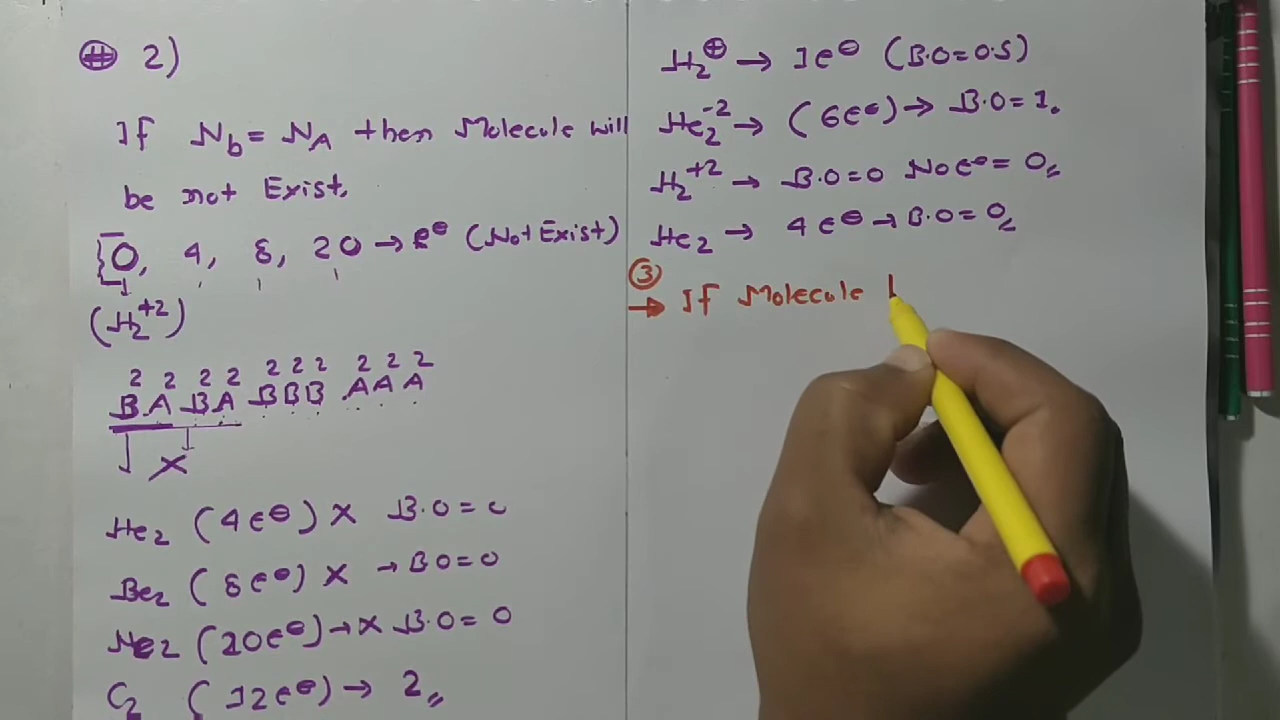 # 2)
If Nb = NA then Molecule will
be not Exist.
0, 4, 8, 20 → e⊖ (Not Exist)
(H2+2)
2 2 2 2 2 2 2 2 2 2
B A B A B B B A A A
X
He2 (4e⊖) X B.O = 0
Be2 (8e⊖) X → BO = 0
Ne2 (20e⊖) → X B.O = 0
C2 (12e⊖) → 2
H2⊕ → 1e⊖ (B.O = 0.5)
He2-2 → (6e⊖) → B.O = 1.
H2+2 → B.O = 0 No e⊖ = 0
He2 → 4e⊖ → B.O = 0
③
→ If Molecule